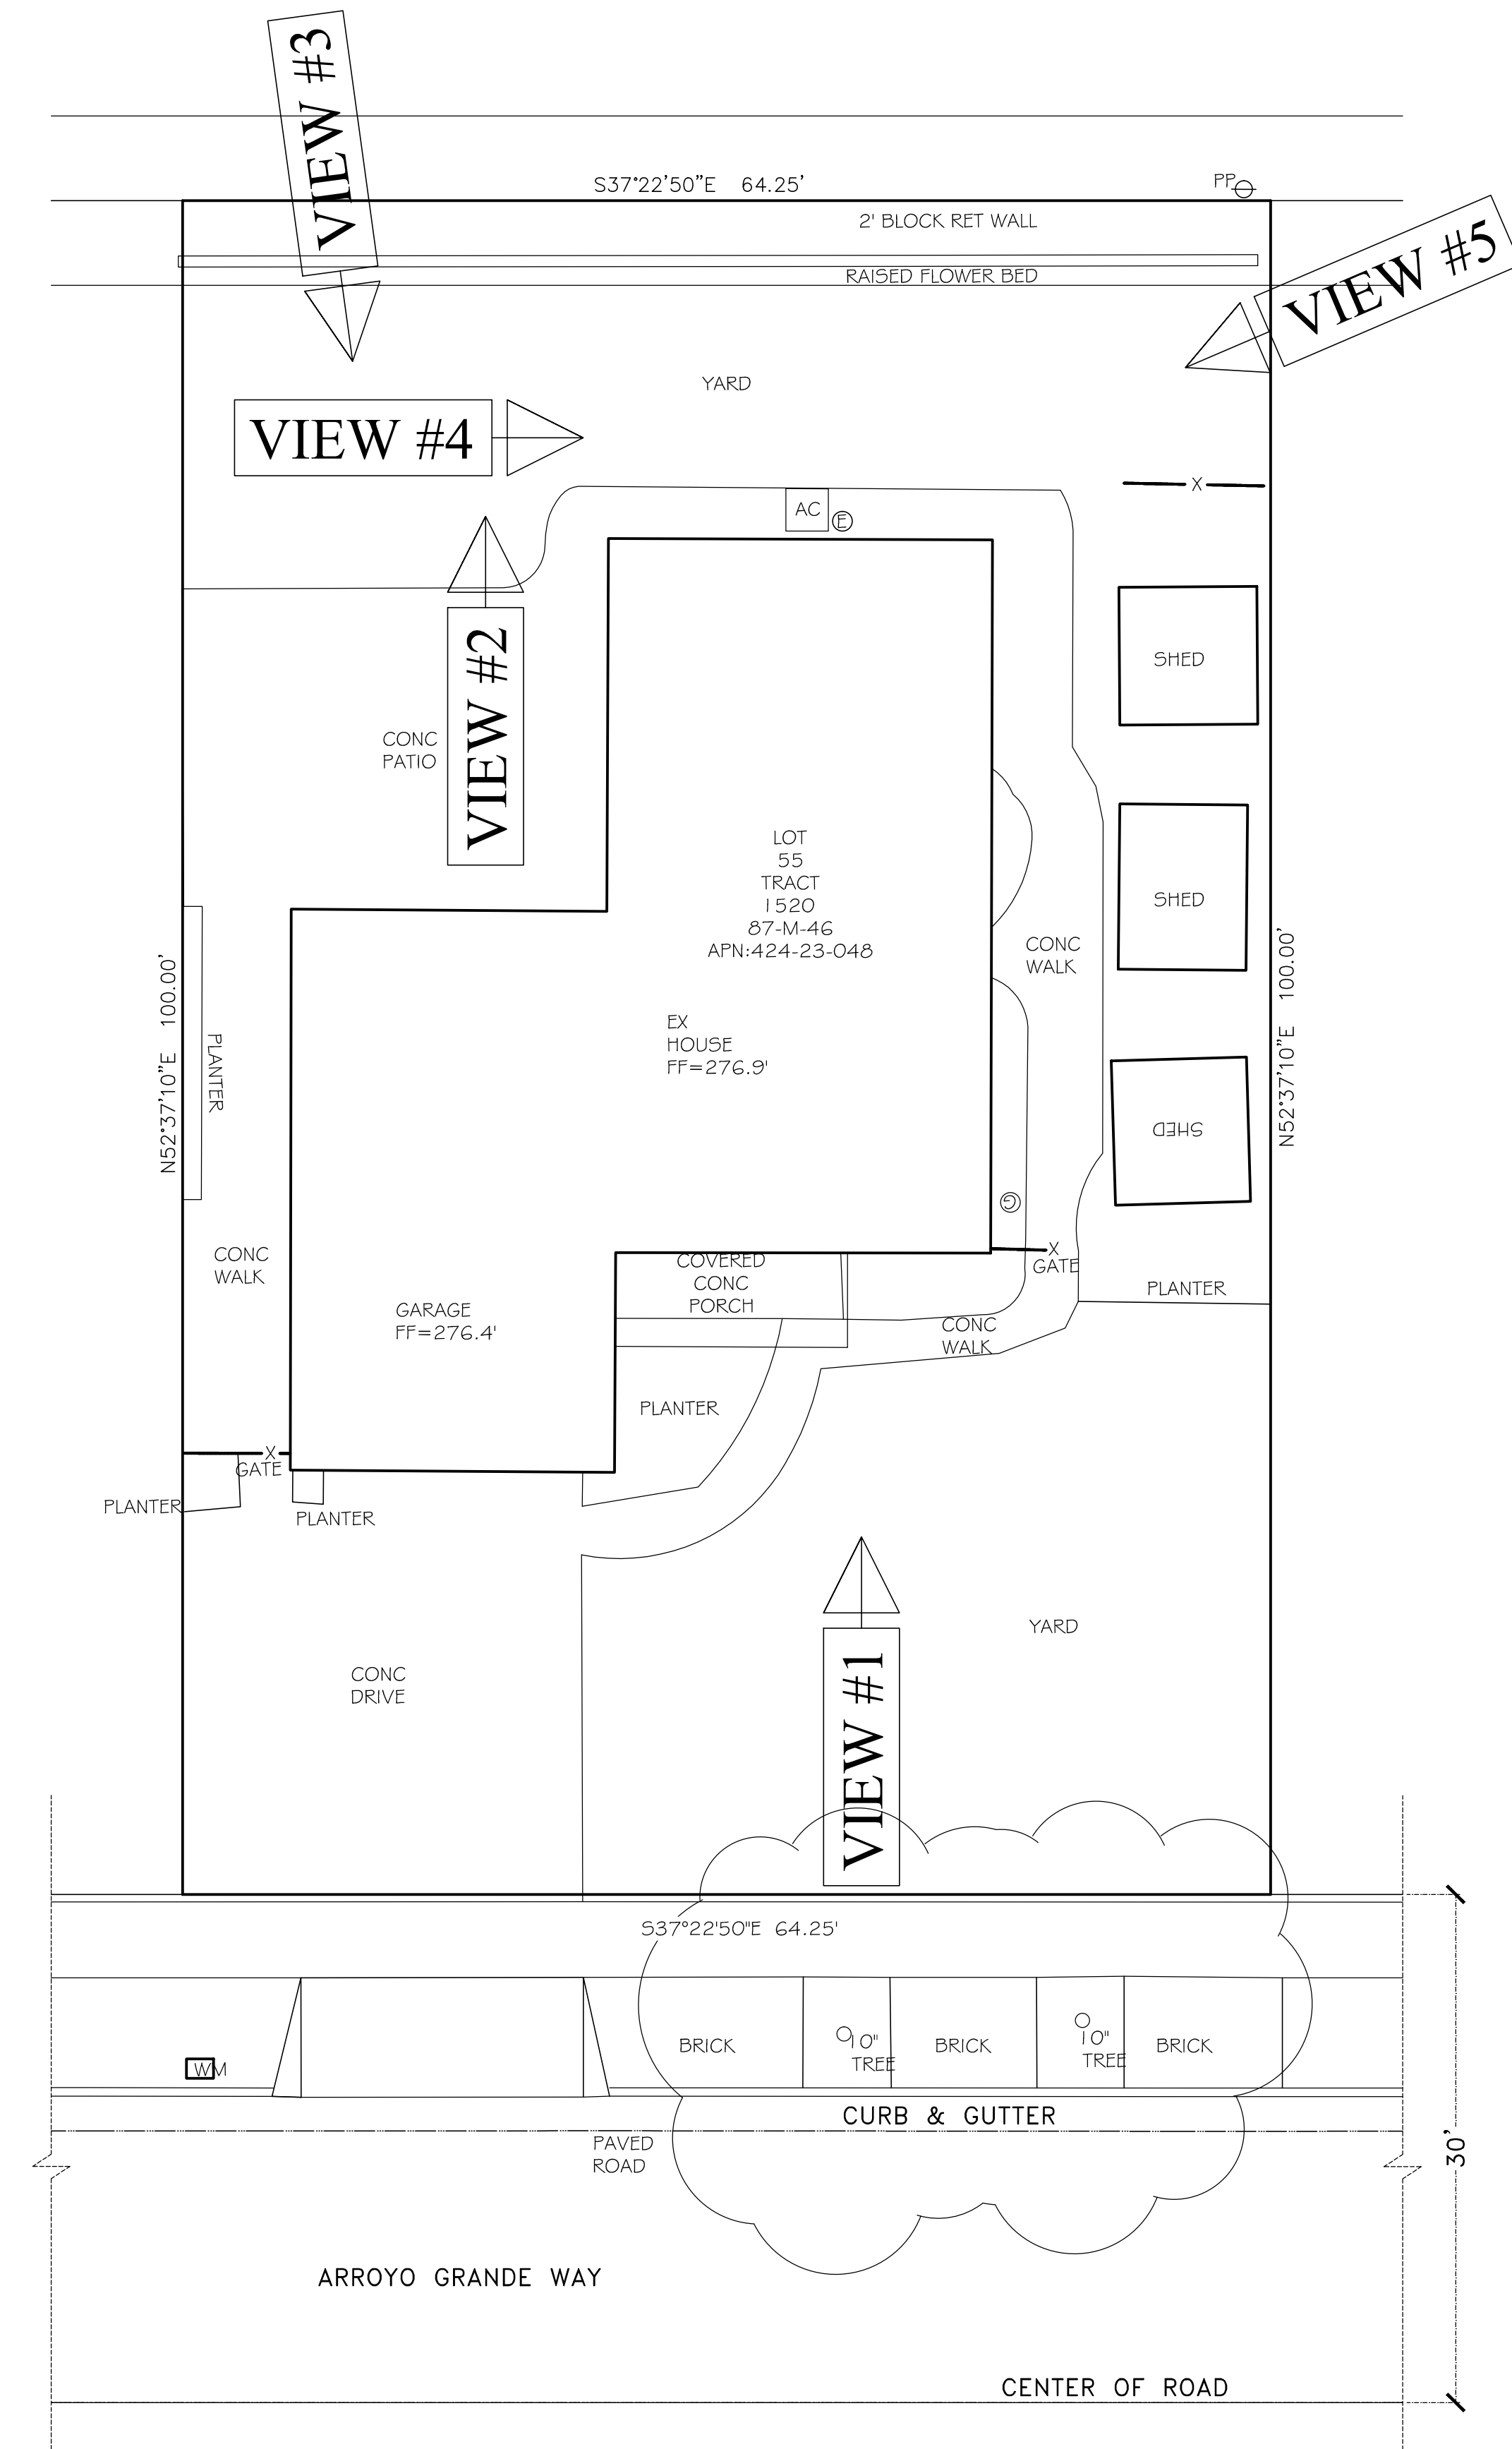 VIEW #3
S37°22'50"E 64.25'
PP
2' BLOCK RET WALL
RAISED FLOWER BED
VIEW #5
YARD
VIEW #4
X
AC
E
SHED
VIEW #2
CONC
PATIO
LOT
55
TRACT
1520
87-M-46
APN:424-23-048
SHED
CONC
WALK
N52°37'10"E 100.00'
PLANTER
EX
HOUSE
FF=276.9'
N52°37'10"E 100.00'
SHED
G
CONC
WALK
COVERED
CONC
PORCH
X
GATE
PLANTER
GARAGE
FF=276.4'
CONC
WALK
PLANTER
X
GATE
PLANTER
PLANTER
YARD
CONC
DRIVE
VIEW #1
S37°22'50"E 64.25'
BRICK
10"
TREE
BRICK
10"
TREE
BRICK
WM
CURB & GUTTER
PAVED
ROAD
30'
ARROYO GRANDE WAY
CENTER OF ROAD